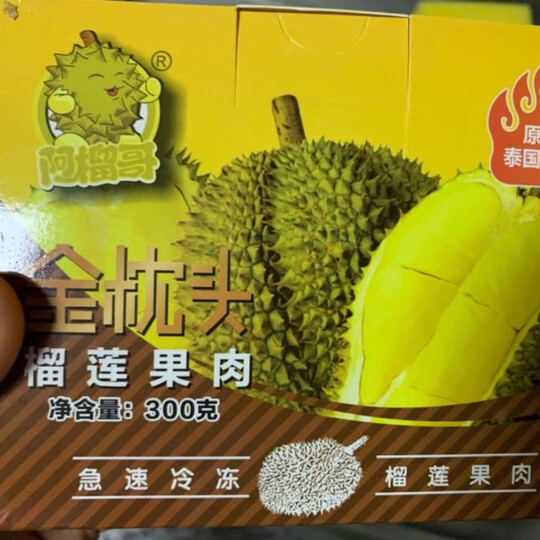 ®
阿榴哥
原
泰国
金枕头
榴莲果肉
净含量：300克
急速冷冻
榴莲果肉